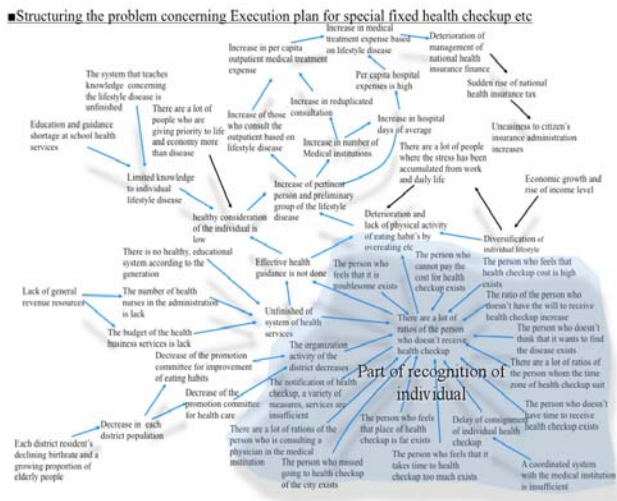 ■Structuring the problem concerning Execution plan for special fixed health checkup etc
Increase in medical
treatment expense based
on lifestyle disease
Deterioration of
management of
national health
insurance finance
Increase in per capita
outpatient medical treatment
expense
The system that teaches
knowledge concerning
the lifestyle disease is
unfinished
Per capita hospital
expenses is high
Sudden rise of national
health insurance tax
There are a lot of
people who are
giving priority to life
and economy more
than disease
Increase in reduplicated
consultation
Increase of those
who consult the
outpatient based on
lifestyle disease
Increase in hospital
days of average
Education and guidance
shortage at school health
services
Uneasiness to citizen's
insurance administration
increases
Increase in number of
Medical institutions
There are a lot of people
where the stress has been
accumulated from work
and daily life
Limited knowledge
to individual
lifestyle disease
Increase of pertinent
person and preliminary
group of the lifestyle
disease
Economic growth and
rise of income level
healthy consideration
of the individual is
low
Deterioration and
lack of physical activity
of eating habit's by
overeating etc
Diversification of
individual lifestyle
There is no healthy, educational
system according to the
generation
Effective health
guidance is not done
The person who
feels that it is
troublesome exists
The person who
cannot pay the
cost for health
checkup exists
The person who feels that
health checkup cost is high
exists
Lack of general
revenue resources
The number of health
nurses in the administration
is lack
The ratio of the person who
doesn't have the will to receive
health checkup increase
Unfinished of
system of health
services
There are a lot of
ratios of the person
who doesn't receive
health checkup
The person who doesn't
think that it wants to find
the disease exists
The budget of the health
business services is lack
The organization
activity of the
district decreases
There are a lot of ratios of
the person whom the time
zone of health checkup suit
Decrease of the promotion
committee for improvement
of eating habits
Part of recognition of
individual
Decrease of the
promotion
committee for
health care
The notification of health
checkup, a variety of
measures, services are
insufficient
The person who doesn't
have time to receive
health checkup exists
The person who feels
that place of health
checkup is far exists
Delay of consignment
of individual health
checkup
Decrease in each
district population
There are a lot of rations of the
person who is consulting a
physician in the medical
institution
Each district resident's
declining birthrate and a
growing proportion of
elderly people
The person who missed
going to health checkup
of the city exists
The person who feels that it
takes time to health
checkup too much exists
A coordinated system
with the medical institution
is insufficient